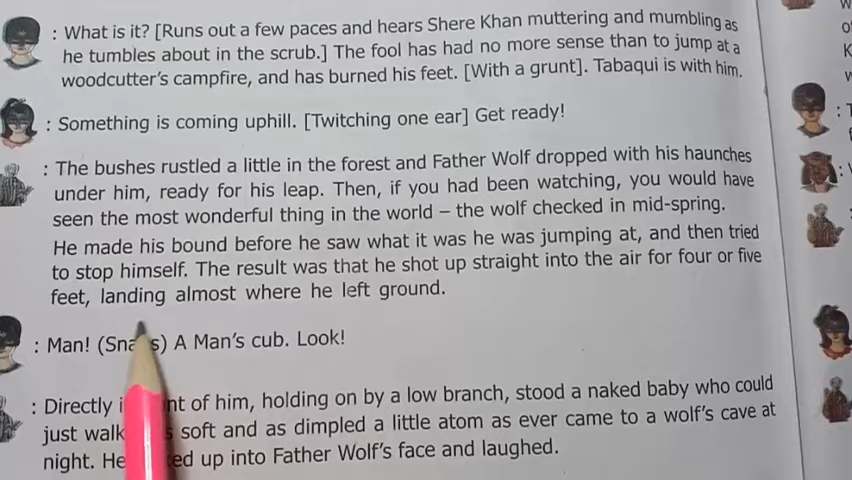 : What is it? [Runs out a few paces and hears Shere Khan muttering and mumbling as
he tumbles about in the scrub.] The fool has had no more sense than to jump at a
woodcutter's campfire, and has burned his feet. [With a grunt]. Tabaqui is with him.
: Something is coming uphill. [Twitching one ear] Get ready!
: The bushes rustled a little in the forest and Father Wolf dropped with his haunches
under him, ready for his leap. Then, if you had been watching, you would have
seen the most wonderful thing in the world – the wolf checked in mid-spring.
He made his bound before he saw what it was he was jumping at, and then tried
to stop himself. The result was that he shot up straight into the air for four or five
feet, landing almost where he left ground.
: Man! A Man's cub. Look!
: Directly of him, holding on by a low branch, stood a naked baby who could
just soft and as dimpled a little atom as ever came to a wolf's cave at
night. He up into Father Wolf's face and laughed.